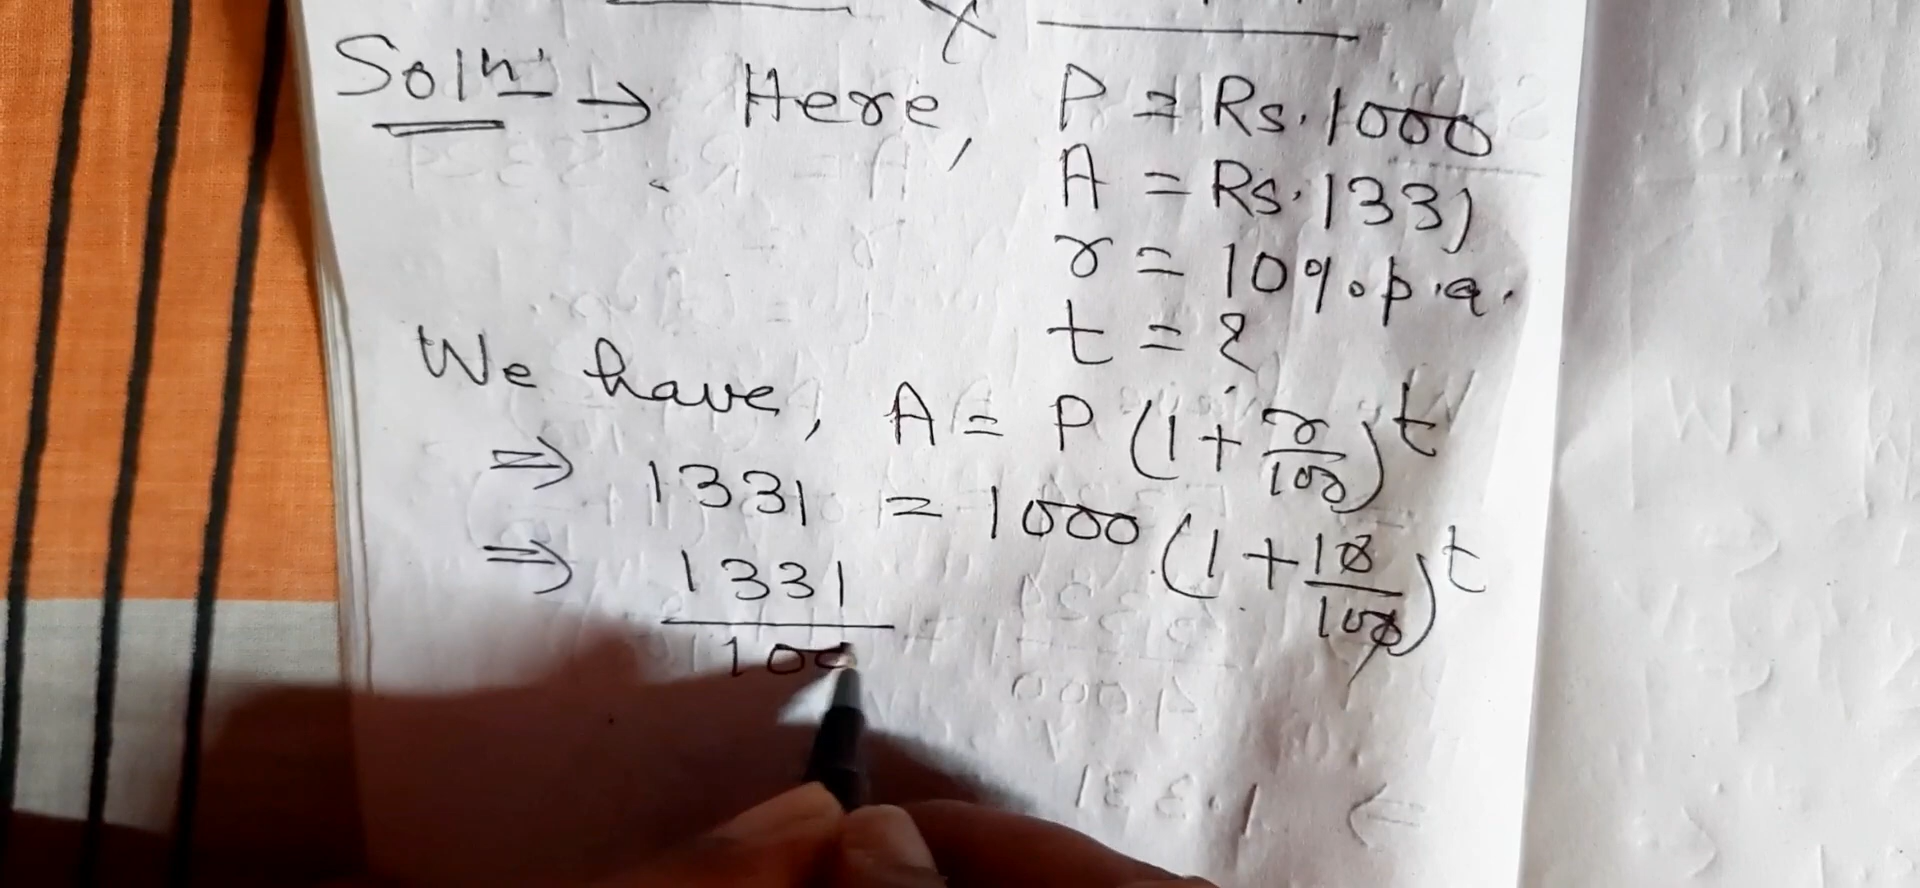 Soln → Here, P = Rs. 1000
A = Rs. 1331
r = 10% p.a.
t = ?
We have, A = P (1 + r/100)^t
⇒ 1331 = 1000 (1 + 10/100)^t
⇒ 1331/100